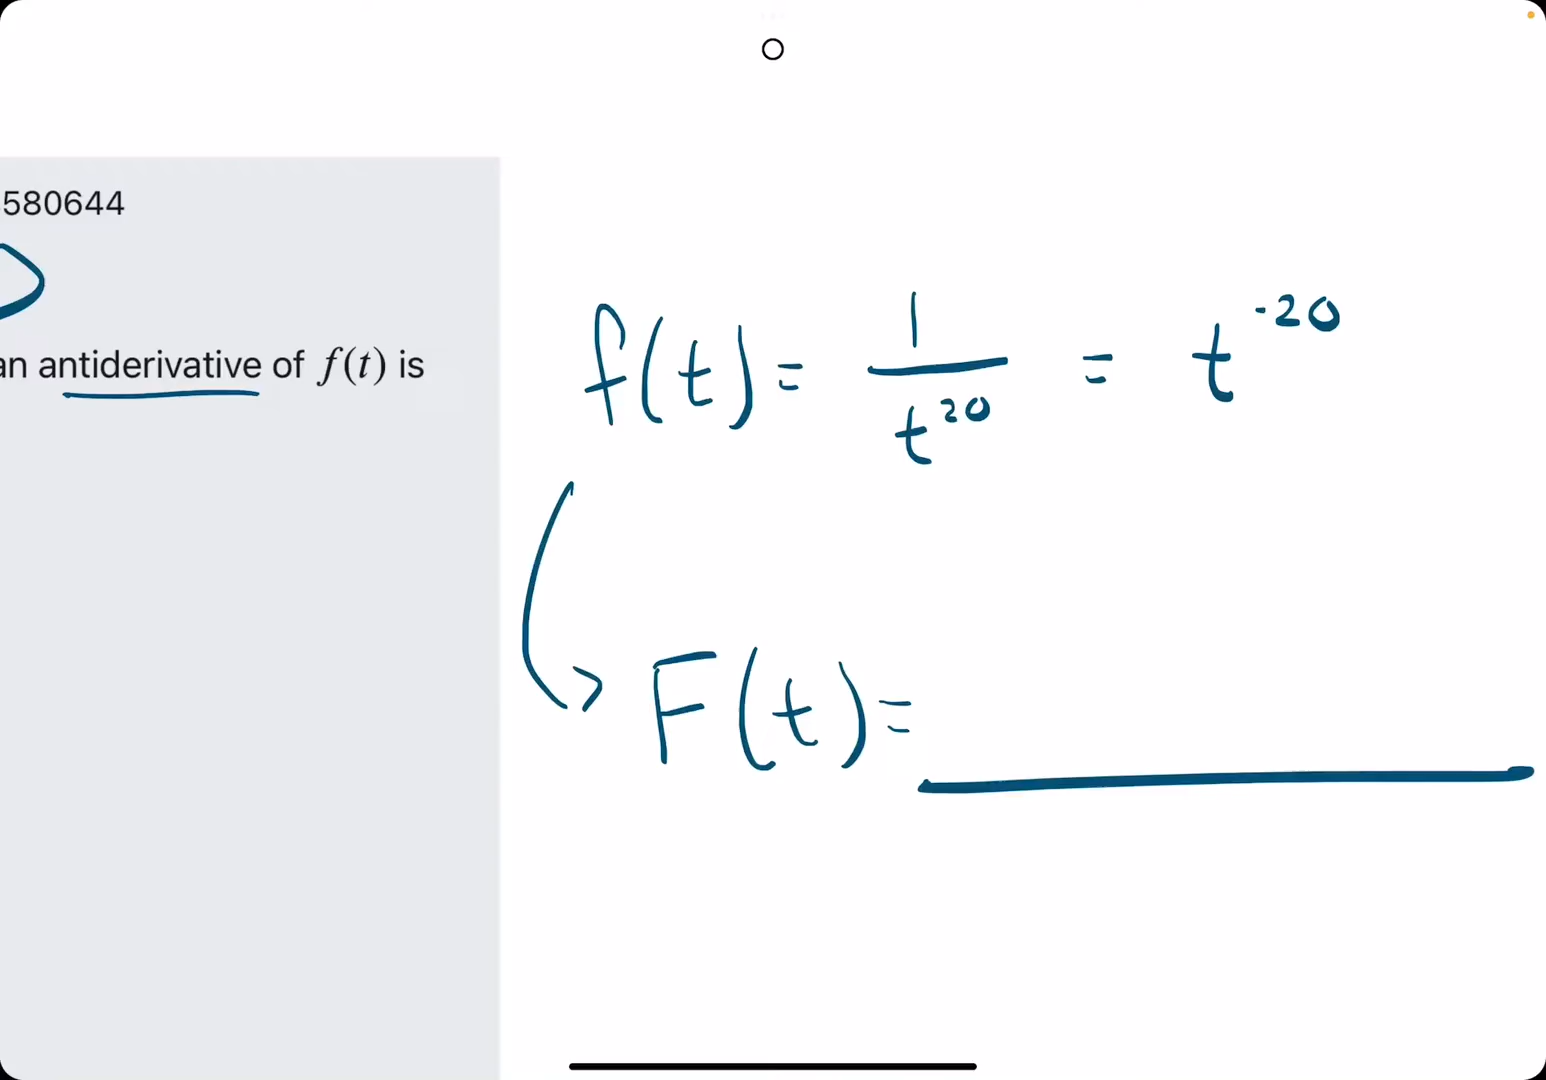 580644
an antiderivative of f(t) is
f(t) = 1/t^20 = t^-20
F(t) =